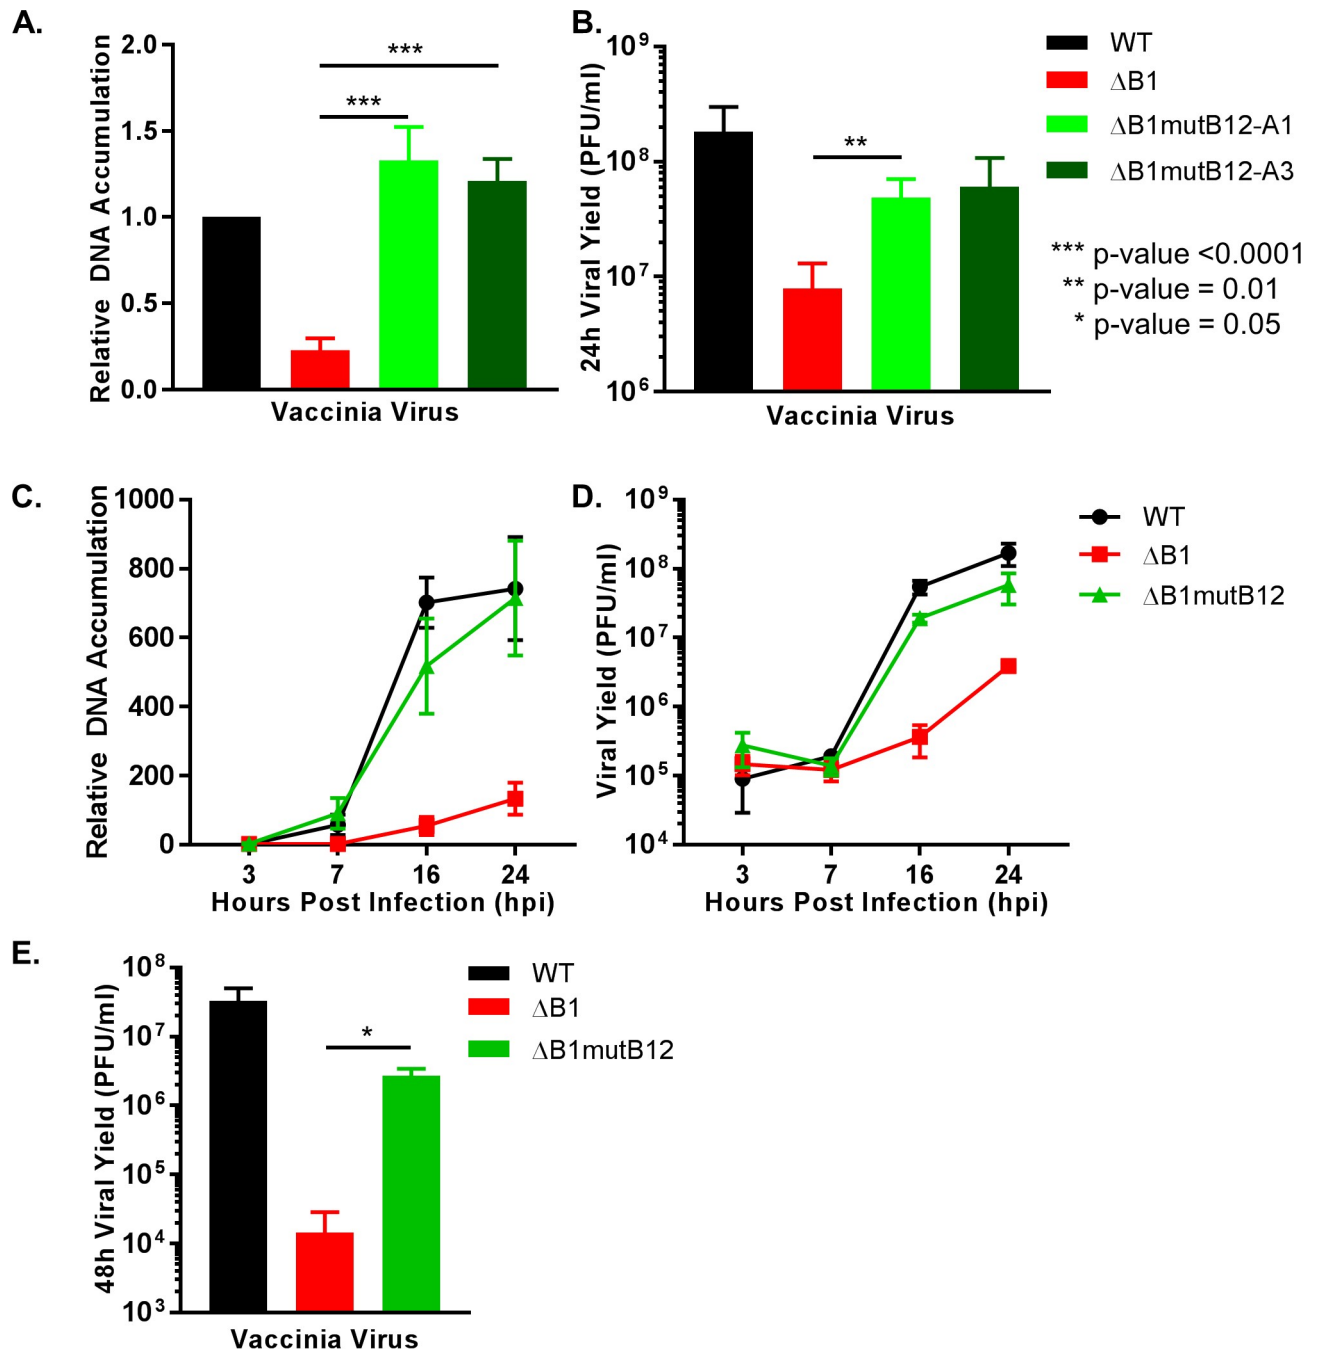 A.
Relative DNA Accumulation
2.0
1.5
1.0
0.5
0.0
***
***
Vaccinia Virus
B.
24h Viral Yield (PFU/ml)
10⁹
10⁸
10⁷
10⁶
**
Vaccinia Virus
WT
ΔB1
ΔB1mutB12-A1
ΔB1mutB12-A3
*** p-value <0.0001
** p-value = 0.01
* p-value = 0.05
C.
Relative DNA Accumulation
1000
800
600
400
200
0
3 7 16 24
Hours Post Infection (hpi)
D.
Viral Yield (PFU/ml)
10⁹
10⁸
10⁷
10⁶
10⁵
10⁴
3 7 16 24
Hours Post Infection (hpi)
WT
ΔB1
ΔB1mutB12
E.
48h Viral Yield (PFU/ml)
10⁸
10⁷
10⁶
10⁵
10⁴
10³
*
Vaccinia Virus
WT
ΔB1
ΔB1mutB12